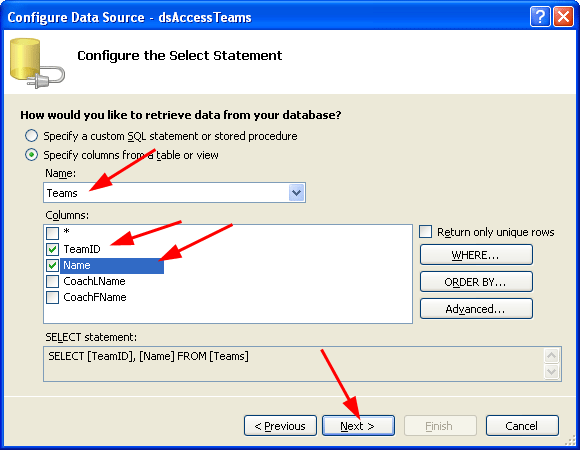 Configure Data Source - dsAccessTeams
Configure the Select Statement
How would you like to retrieve data from your database?
Specify a custom SQL statement or stored procedure
Specify columns from a table or view
Name:
Teams
Columns:
*
Return only unique rows
TeamID
WHERE...
Name
CoachLName
ORDER BY...
CoachFName
Advanced...
SELECT statement:
SELECT [TeamID], [Name] FROM [Teams]
< Previous Next > Finish Cancel